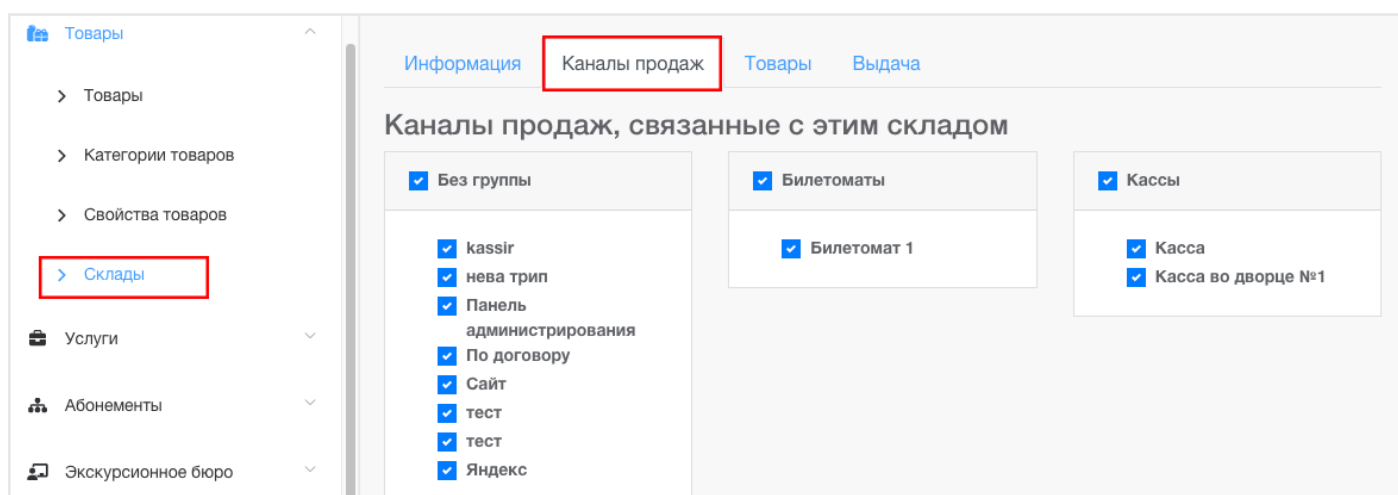 Товары
Товары
Категории товаров
Свойства товаров
Склады
Услуги
Абонементы
Экскурсионное бюро
Информация Каналы продаж Товары Выдача
Каналы продаж, связанные с этим складом
Без группы
kassir
нева трип
Панель
администрирования
По договору
Сайт
тест
тест
Яндекс
Билетоматы
Билетомат 1
Кассы
Касса
Касса во дворце №1